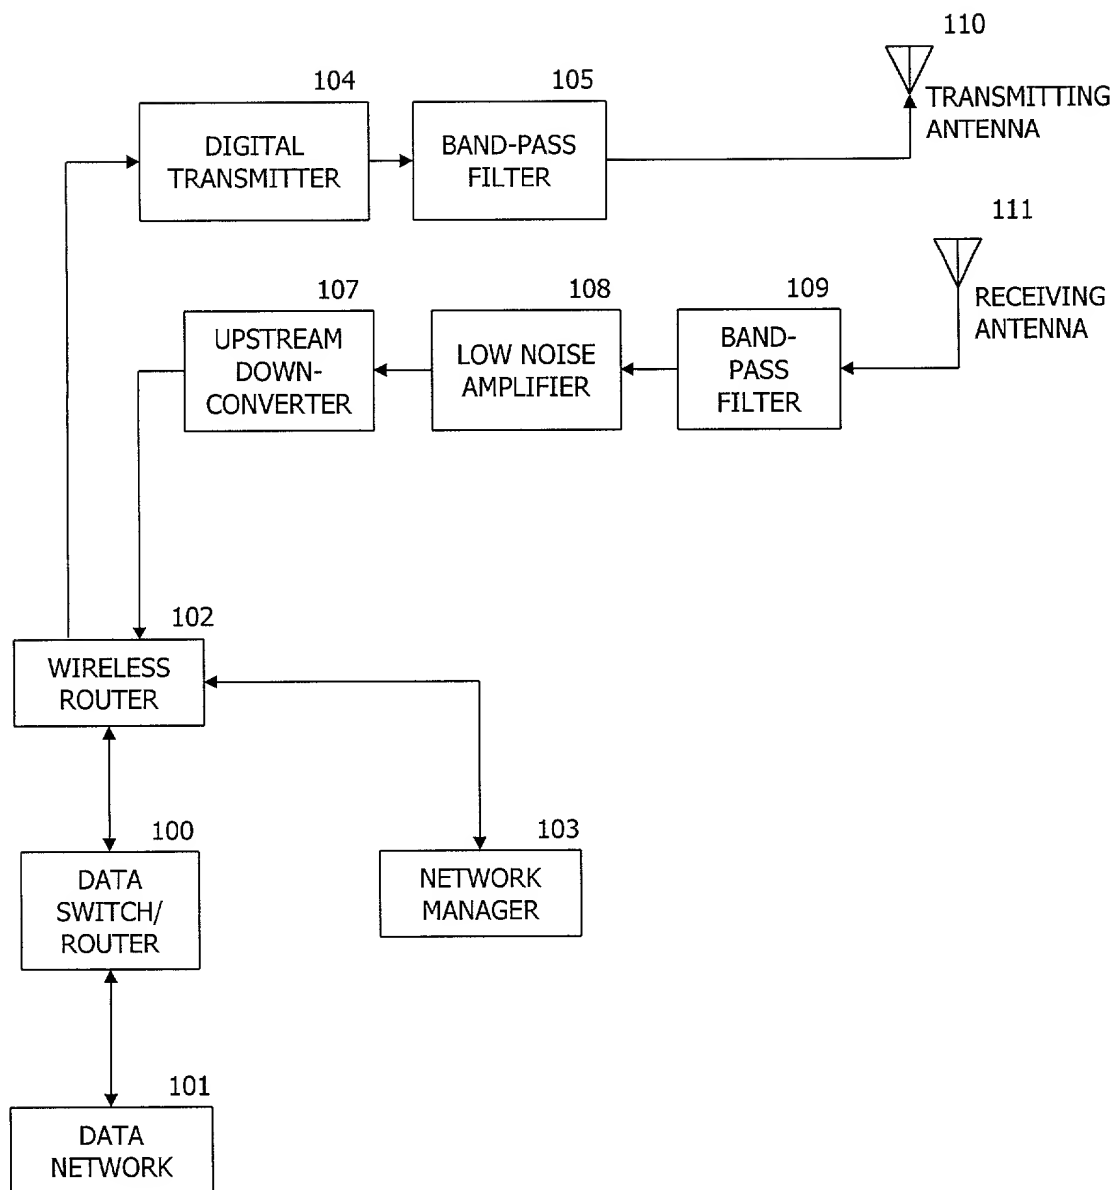 110
TRANSMITTING
ANTENNA
104
DIGITAL
TRANSMITTER
105
BAND-PASS
FILTER
111
RECEIVING
ANTENNA
107
UPSTREAM
DOWN-
CONVERTER
108
LOW NOISE
AMPLIFIER
109
BAND-
PASS
FILTER
102
WIRELESS
ROUTER
100
DATA
SWITCH/
ROUTER
103
NETWORK
MANAGER
101
DATA
NETWORK